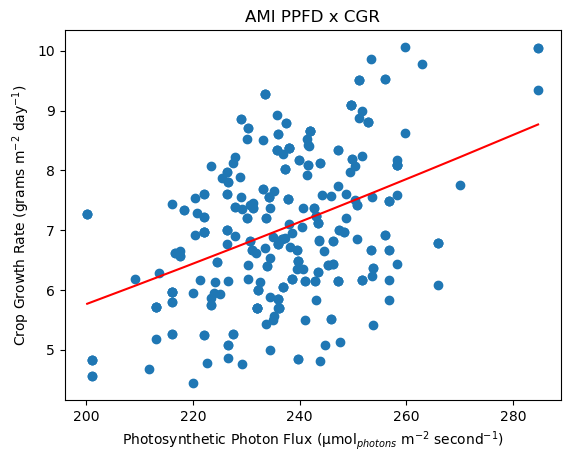 AMI PPFD x CGR
10
9
8
7
6
5
Crop Growth Rate (grams m⁻² day⁻¹)
200 220 240 260 280
Photosynthetic Photon Flux (μmol_photons m⁻² second⁻¹)